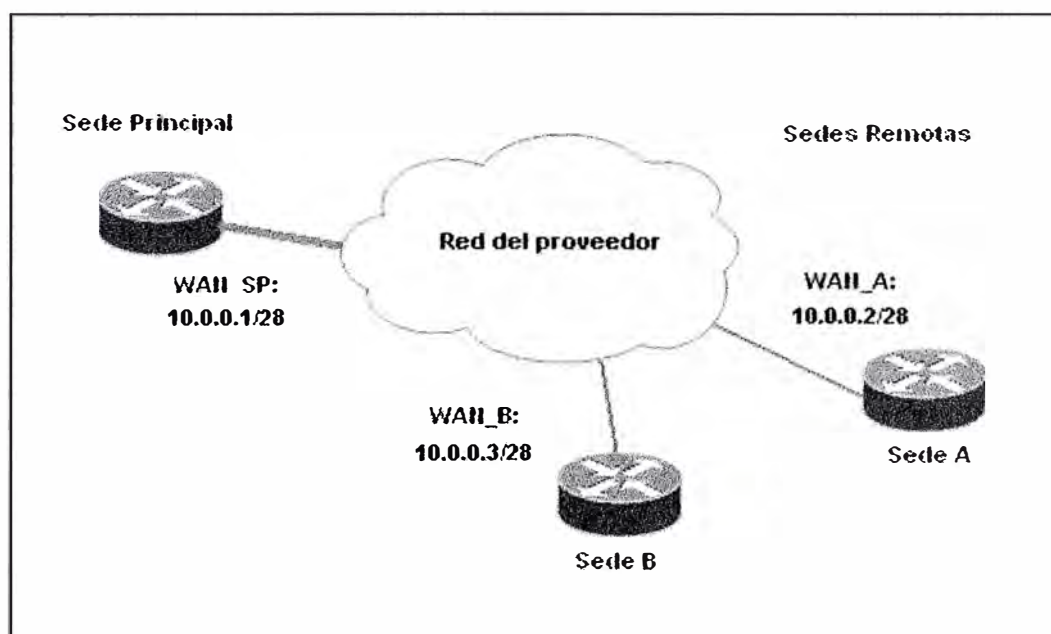 Sede Principal
Sedes Remotas
Red del proveedor
WAN_SP:
10.0.0.1/28
WAN_A:
10.0.0.2/28
WAN_B:
10.0.0.3/28
Sede A
Sede B